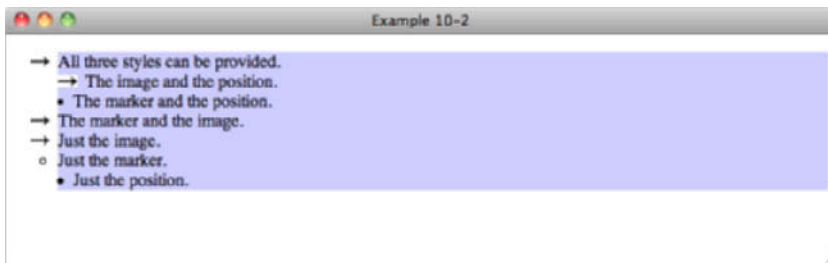 Example 10-2
→ All three styles can be provided.
→ The image and the position.
• The marker and the position.
→ The marker and the image.
→ Just the image.
○ Just the marker.
• Just the position.